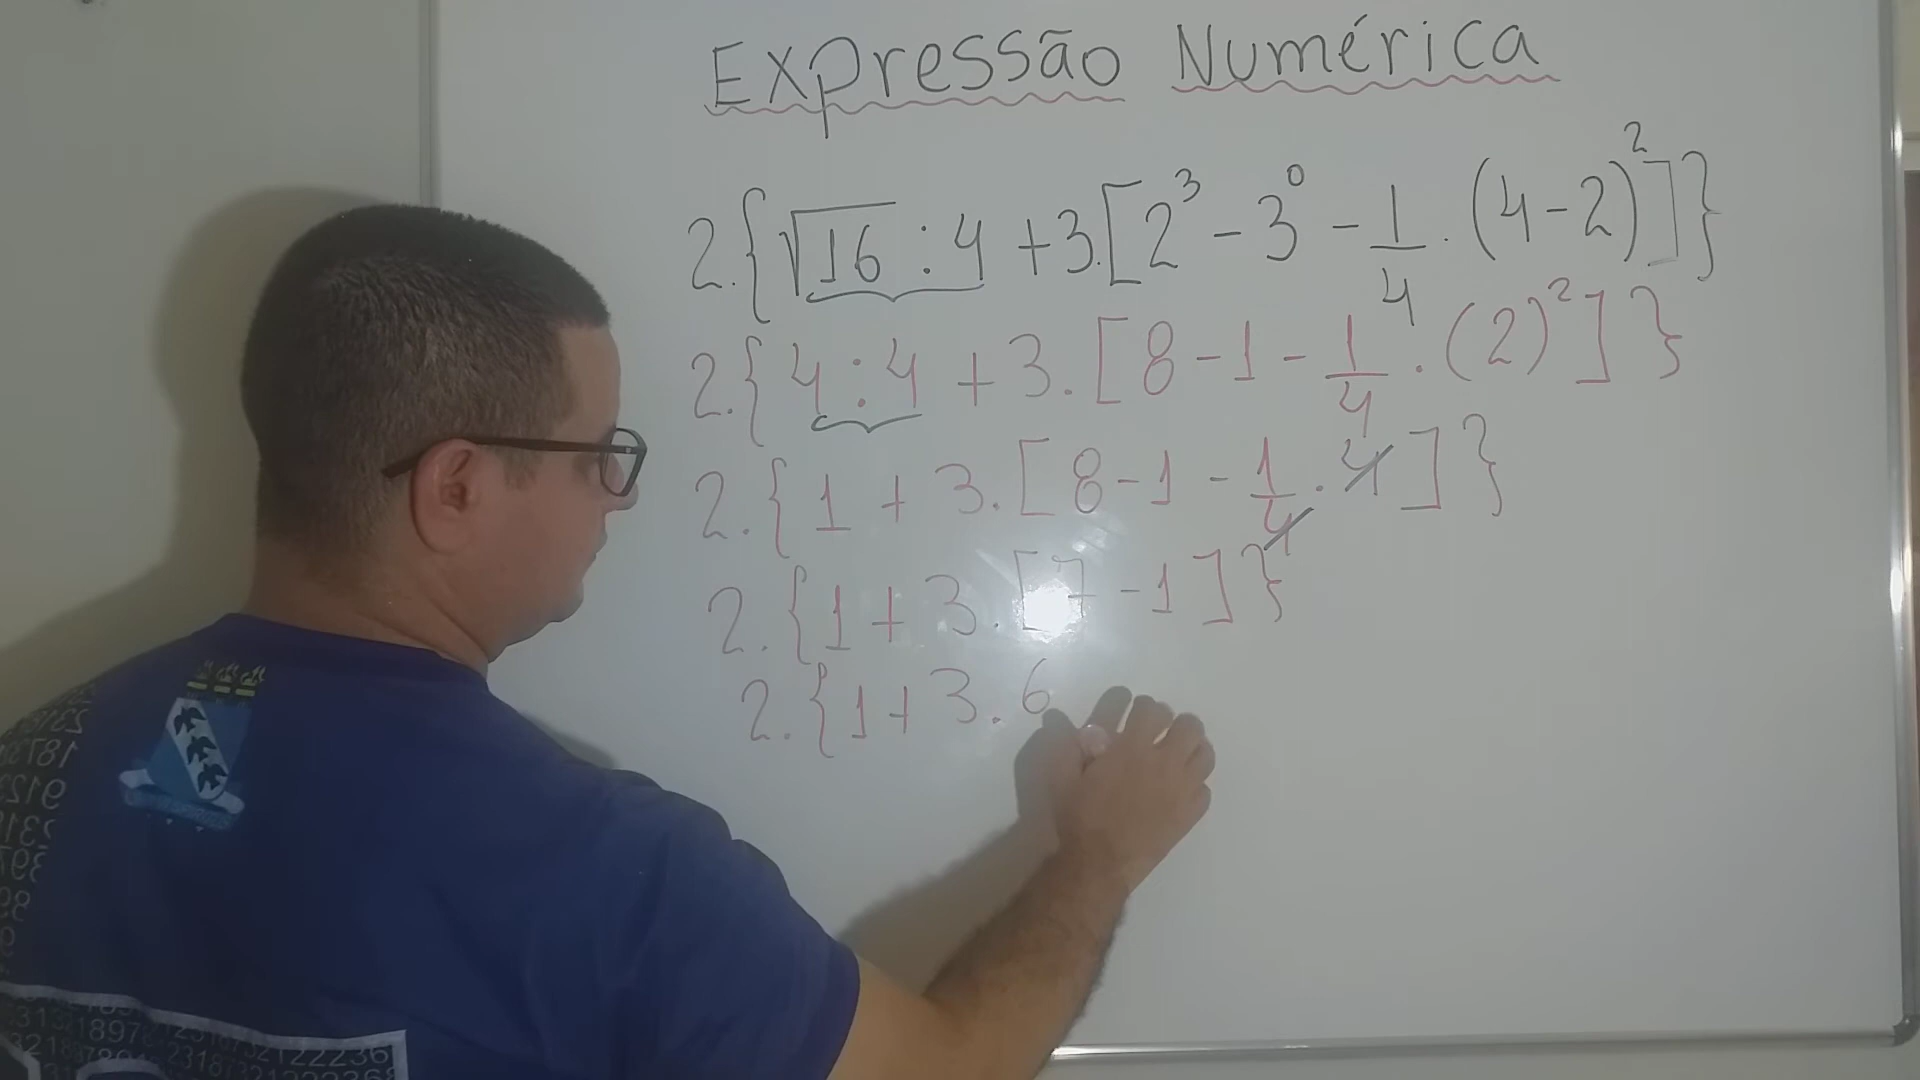 Expressão Numérica
2.{√16 : 4 + 3.[2³ - 3⁰ - 1/4 . (4-2)²]}
2.{4 : 4 + 3.[8 - 1 - 1/4 . (2)²]}
2.{1 + 3.[8 - 1 - 1/4 . 4]}
2.{1 + 3.[7 - 1]}
2.{1 + 3.6